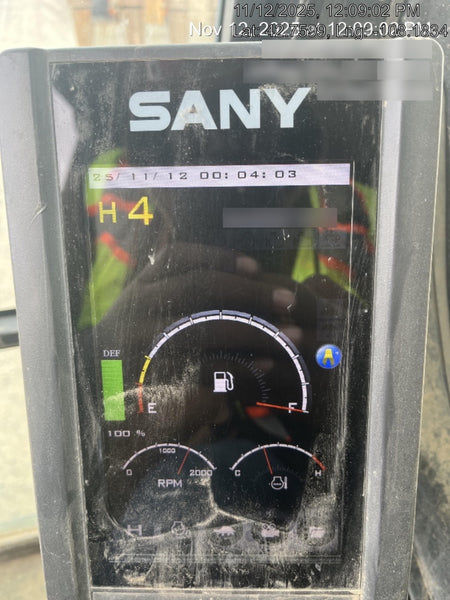 11/12/2025, 12:09:02 PM
SANY
25/ 11/ 12 00: 04: 03
H 4
DEF
E
F
100 %
1000
0
2000
RPM
C
H